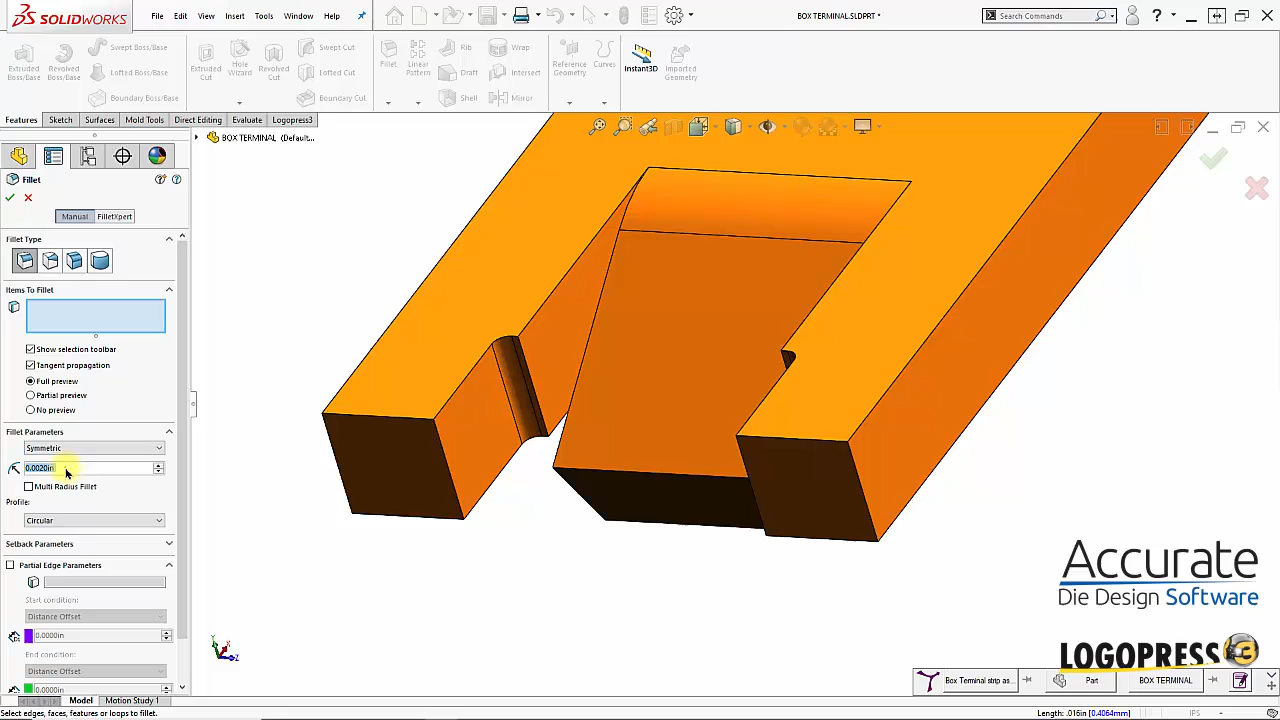 SOLIDWORKS
File Edit View Insert Tools Window Help
BOX TERMINAL.SLDPRT *
Search Commands
Extruded Boss/Base
Revolved Boss/Base
Swept Boss/Base
Lofted Boss/Base
Boundary Boss/Base
Extruded Cut
Hole Wizard
Revolved Cut
Swept Cut
Lofted Cut
Boundary Cut
Fillet
Linear Pattern
Rib
Draft
Shell
Wrap
Intersect
Mirror
Reference Geometry
Curves
Instant3D
Imported Geometry
Features Sketch Surfaces Mold Tools Direct Editing Evaluate Logopress3
BOX TERMINAL (Default...
Fillet
Manual FilletXpert
Fillet Type
Items To Fillet
Show selection toolbar
Tangent propagation
Full preview
Partial preview
No preview
Fillet Parameters
Symmetric
0.0020in
Multi Radius Fillet
Profile:
Circular
Setback Parameters
Partial Edge Parameters
Start condition:
Distance Offset
0.0000in
End condition:
Distance Offset
0.0000in
Accurate
Die Design Software
LOGOPRESS 3
Box Terminal strip as... Part BOX TERMINAL
Model Motion Study 1
Select edges, faces, features or loops to fillet.
Length: .016in [0.4064mm] IPS